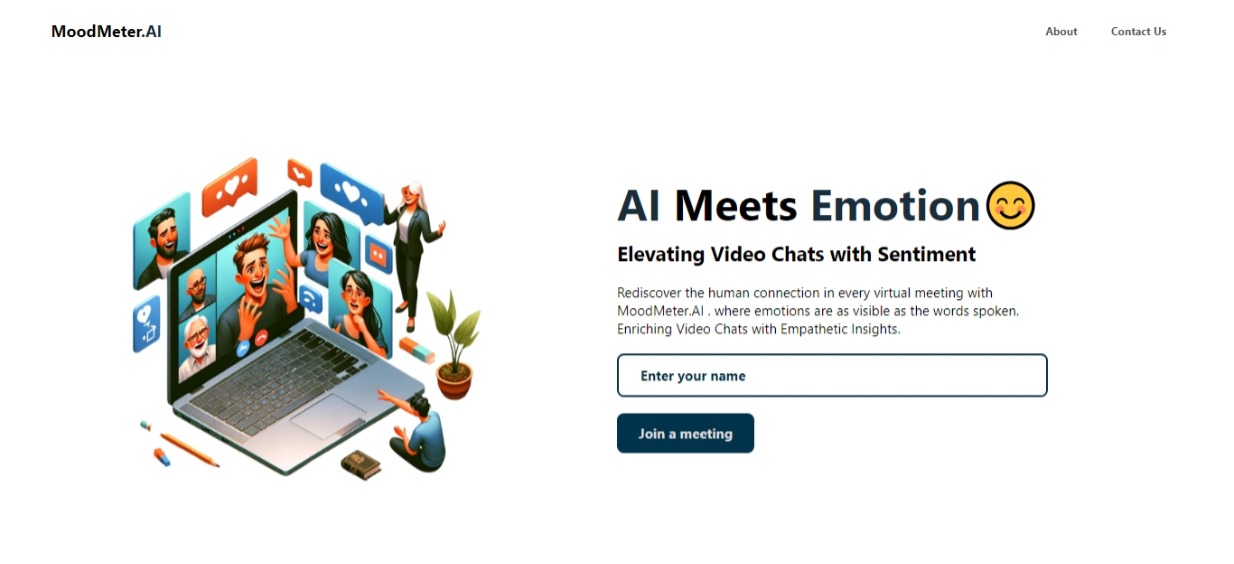 MoodMeter.AI
About
Contact Us
AI Meets Emotion
Elevating Video Chats with Sentiment
Rediscover the human connection in every virtual meeting with
MoodMeter.AI . where emotions are as visible as the words spoken.
Enriching Video Chats with Empathetic Insights.
Enter your name
Join a meeting